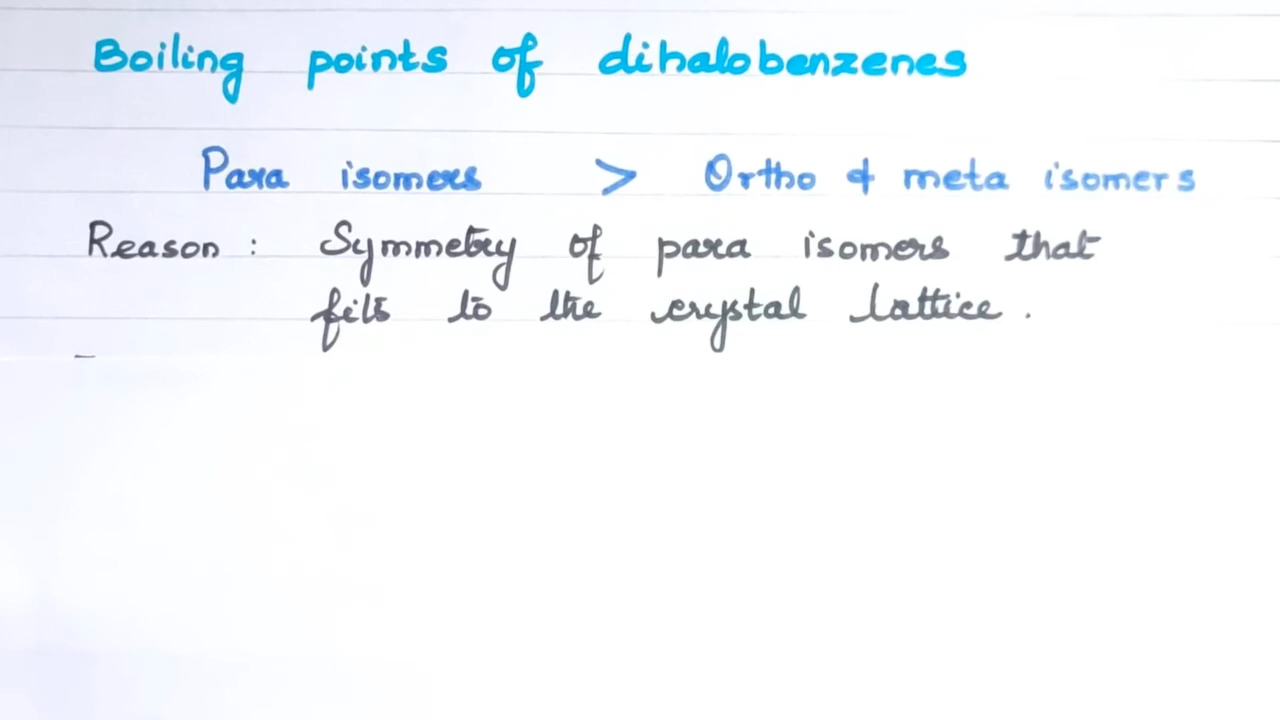 Boiling points of dihalobenzenes
Para isomers > Ortho & meta isomers
Reason : Symmetry of para isomers that
fits to the crystal lattice .